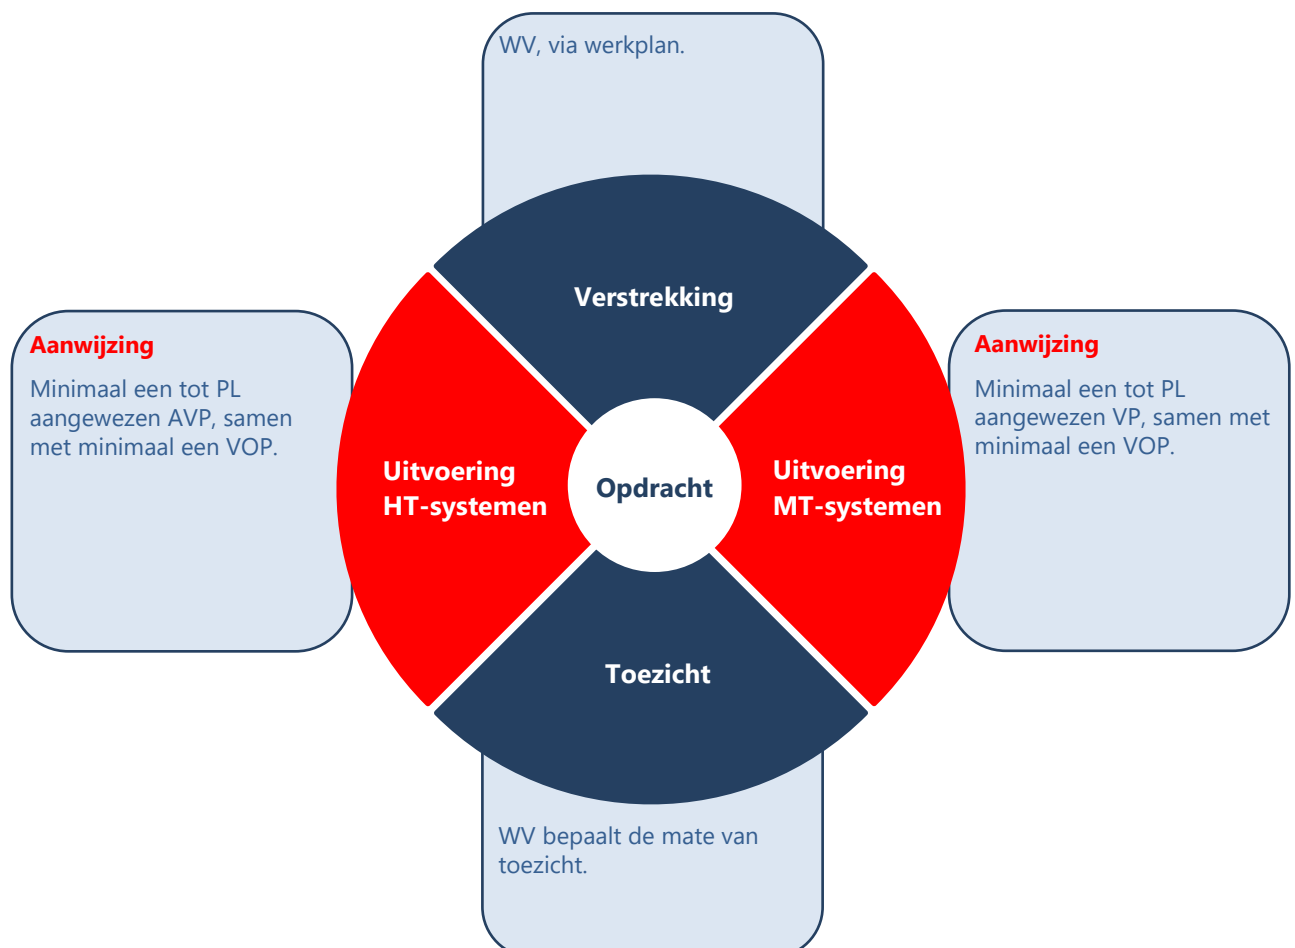 WV, via werkplan.
Verstrekking
Aanwijzing
Minimaal een tot PL
aangewezen AVP, samen
met minimaal een VOP.
Uitvoering
HT-systemen
Opdracht
Uitvoering
MT-systemen
Aanwijzing
Minimaal een tot PL
aangewezen VP, samen met
minimaal een VOP.
Toezicht
WV bepaalt de mate van
toezicht.